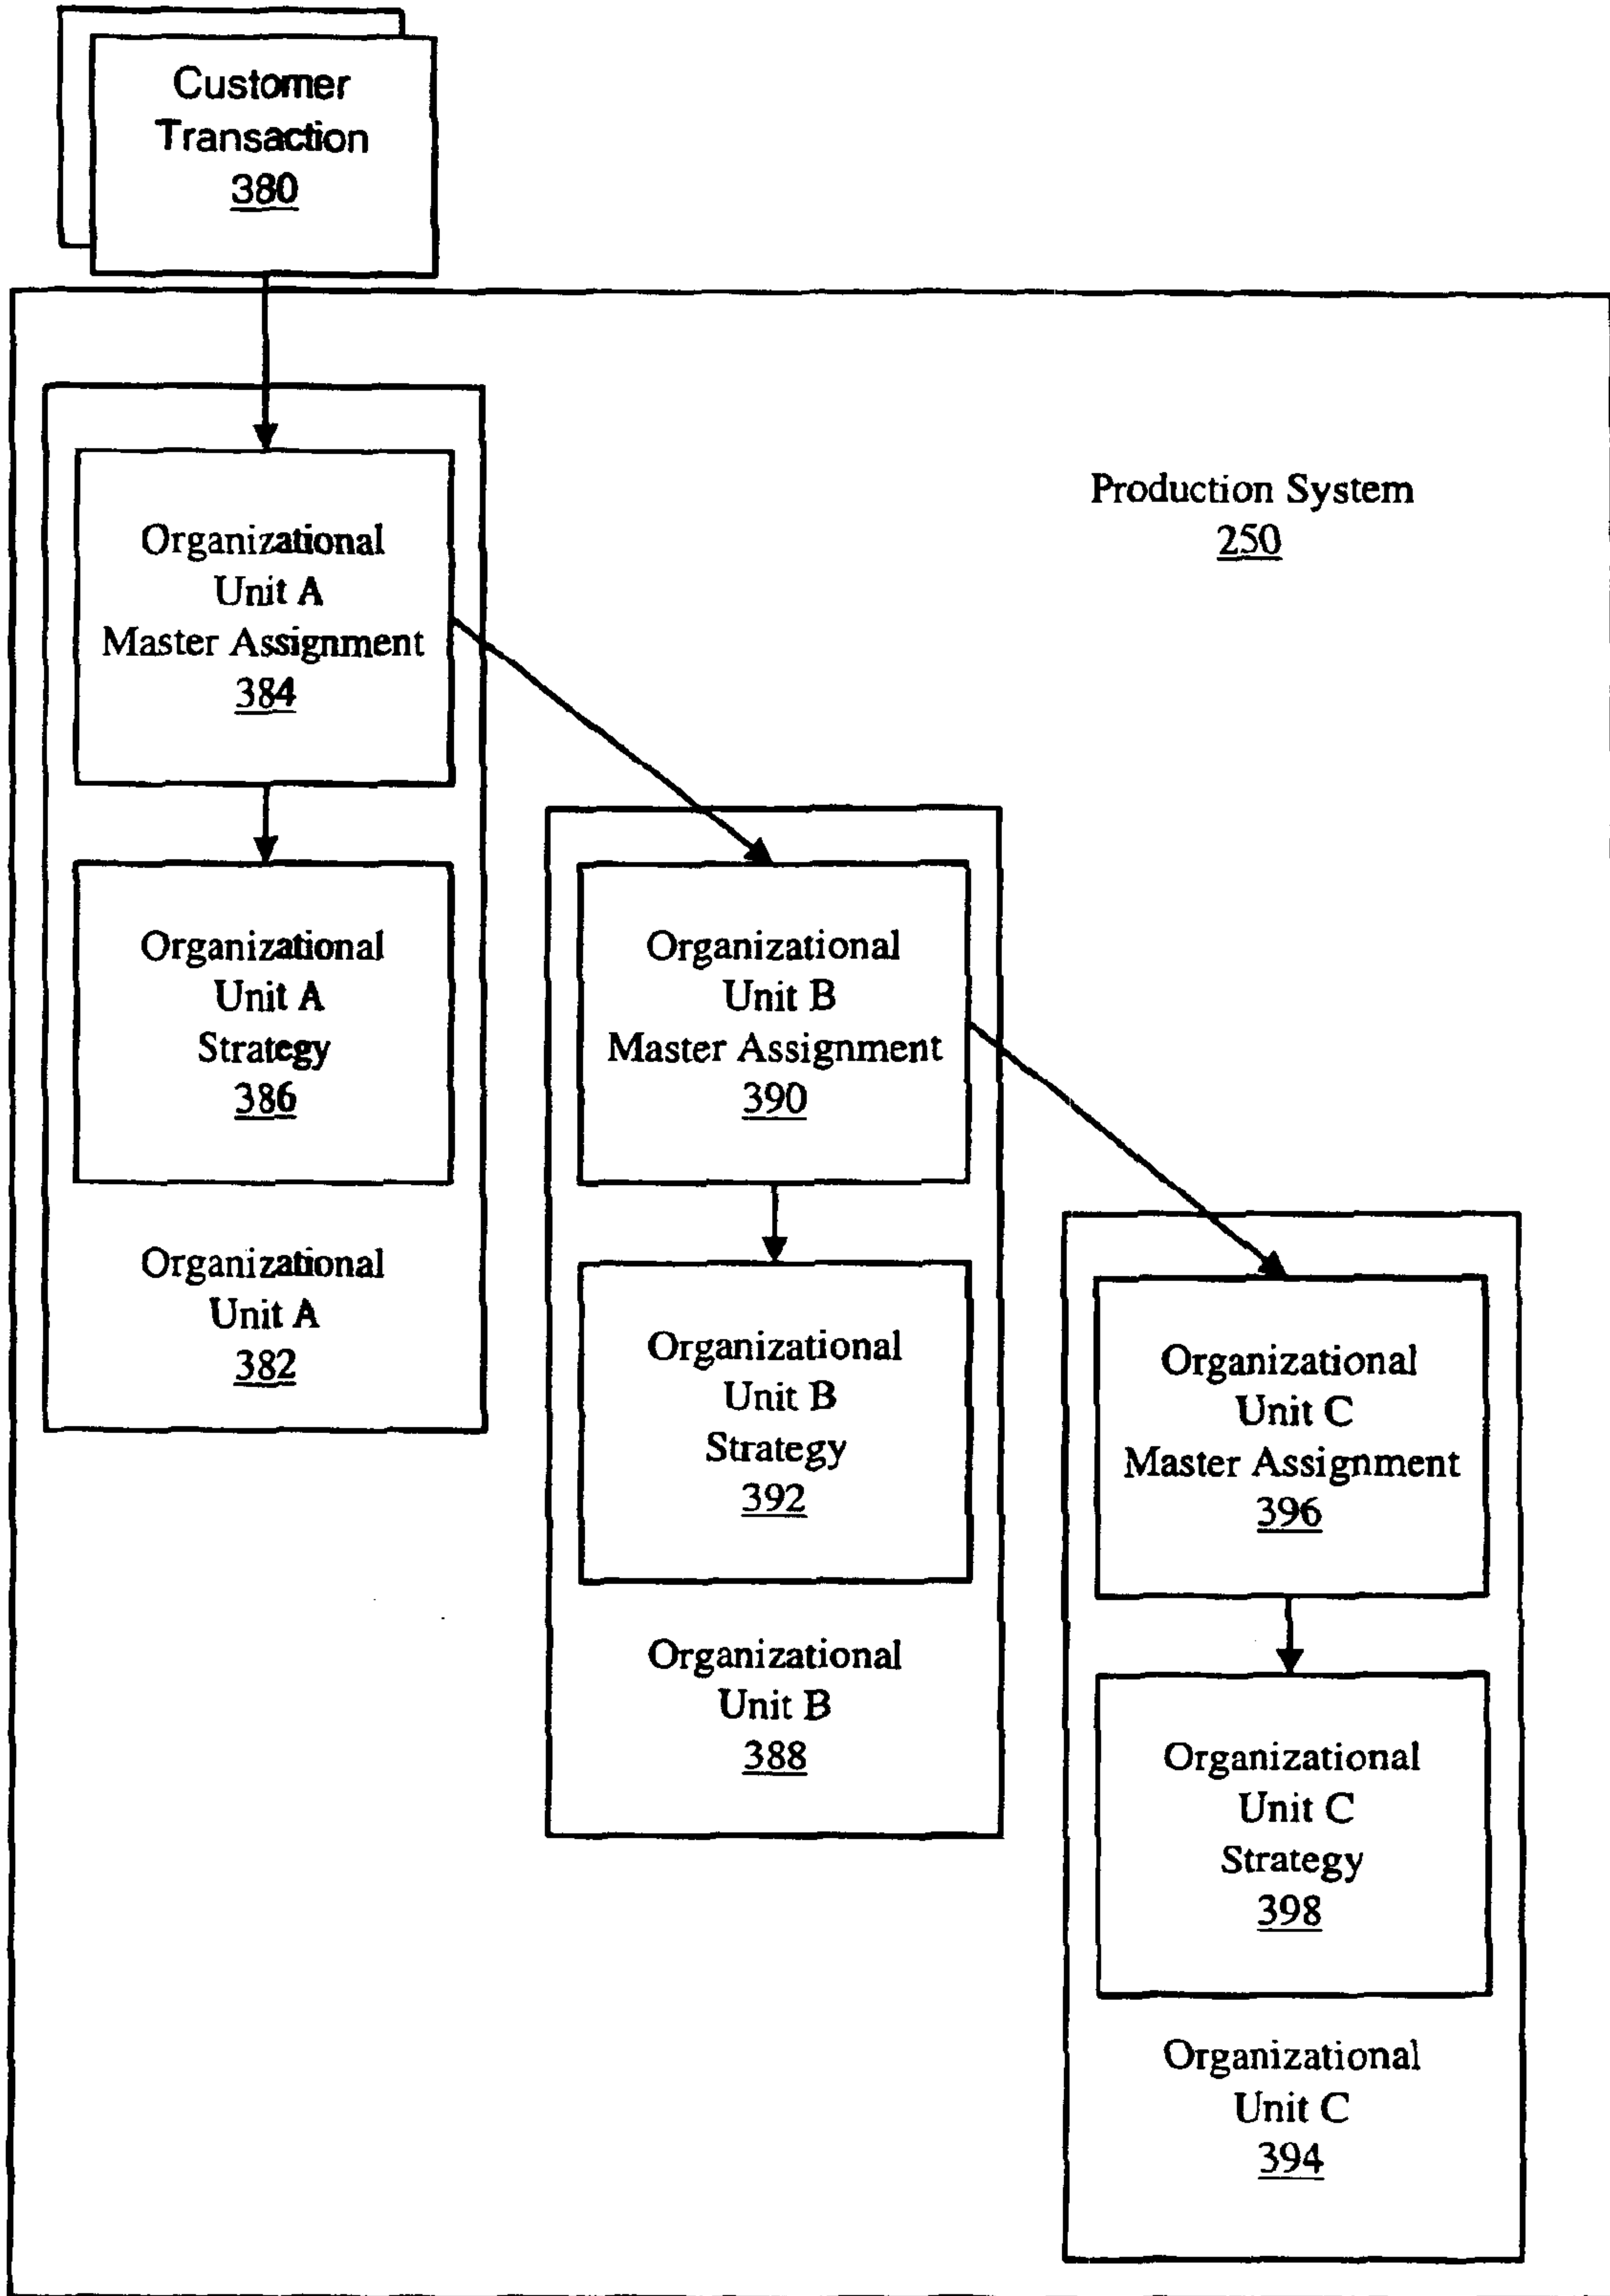 Customer
Transaction
380
Production System
250
Organizational
Unit A
Master Assignment
384
Organizational
Unit A
Strategy
386
Organizational
Unit A
382
Organizational
Unit B
Master Assignment
390
Organizational
Unit B
Strategy
392
Organizational
Unit B
388
Organizational
Unit C
Master Assignment
396
Organizational
Unit C
Strategy
398
Organizational
Unit C
394